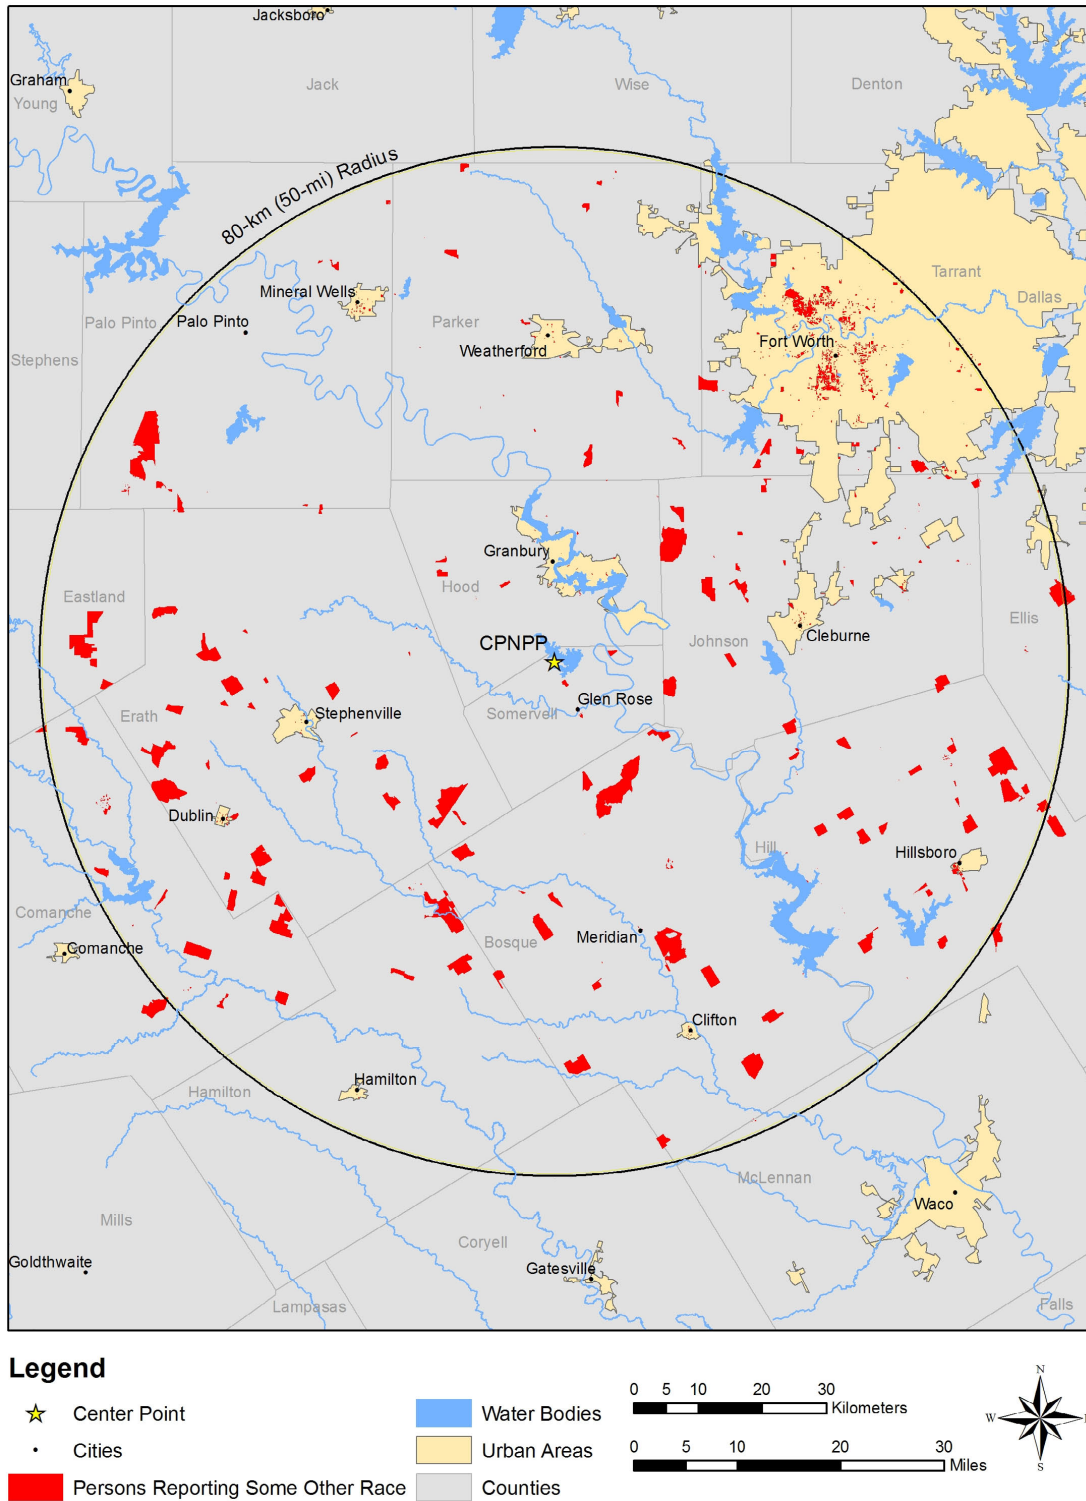 Jacksboro
Graham
Young
Jack
Wise
Denton
80-km (50-mi) Radius
Tarrant
Dallas
Mineral Wells
Palo Pinto
Palo Pinto
Parker
Weatherford
Fort Worth
Stephens
Granbury
Hood
Eastland
CPNPP
Johnson
Cleburne
Ellis
Erath
Stephenville
Somervell
Glen Rose
Dublin
Hill
Hillsboro
Comanche
Comanche
Bosque
Meridian
Clifton
Hamilton
Hamilton
McLennan
Waco
Mills
Coryell
Goldthwaite
Gatesville
Lampasas
Falls
Legend
Center Point
Cities
Persons Reporting Some Other Race
Water Bodies
Urban Areas
Counties
0 5 10 20 30
Kilometers
0 5 10 20 30
Miles
N
W
S